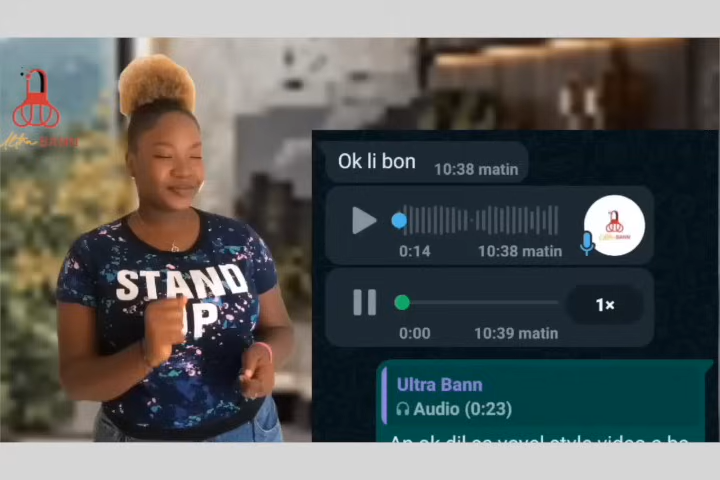 Ultra BANN
STAND
UP
Ok li bon
10:38 matin
0:14
10:38 matin
1×
0:00
10:39 matin
Ultra Bann
Audio (0:23)